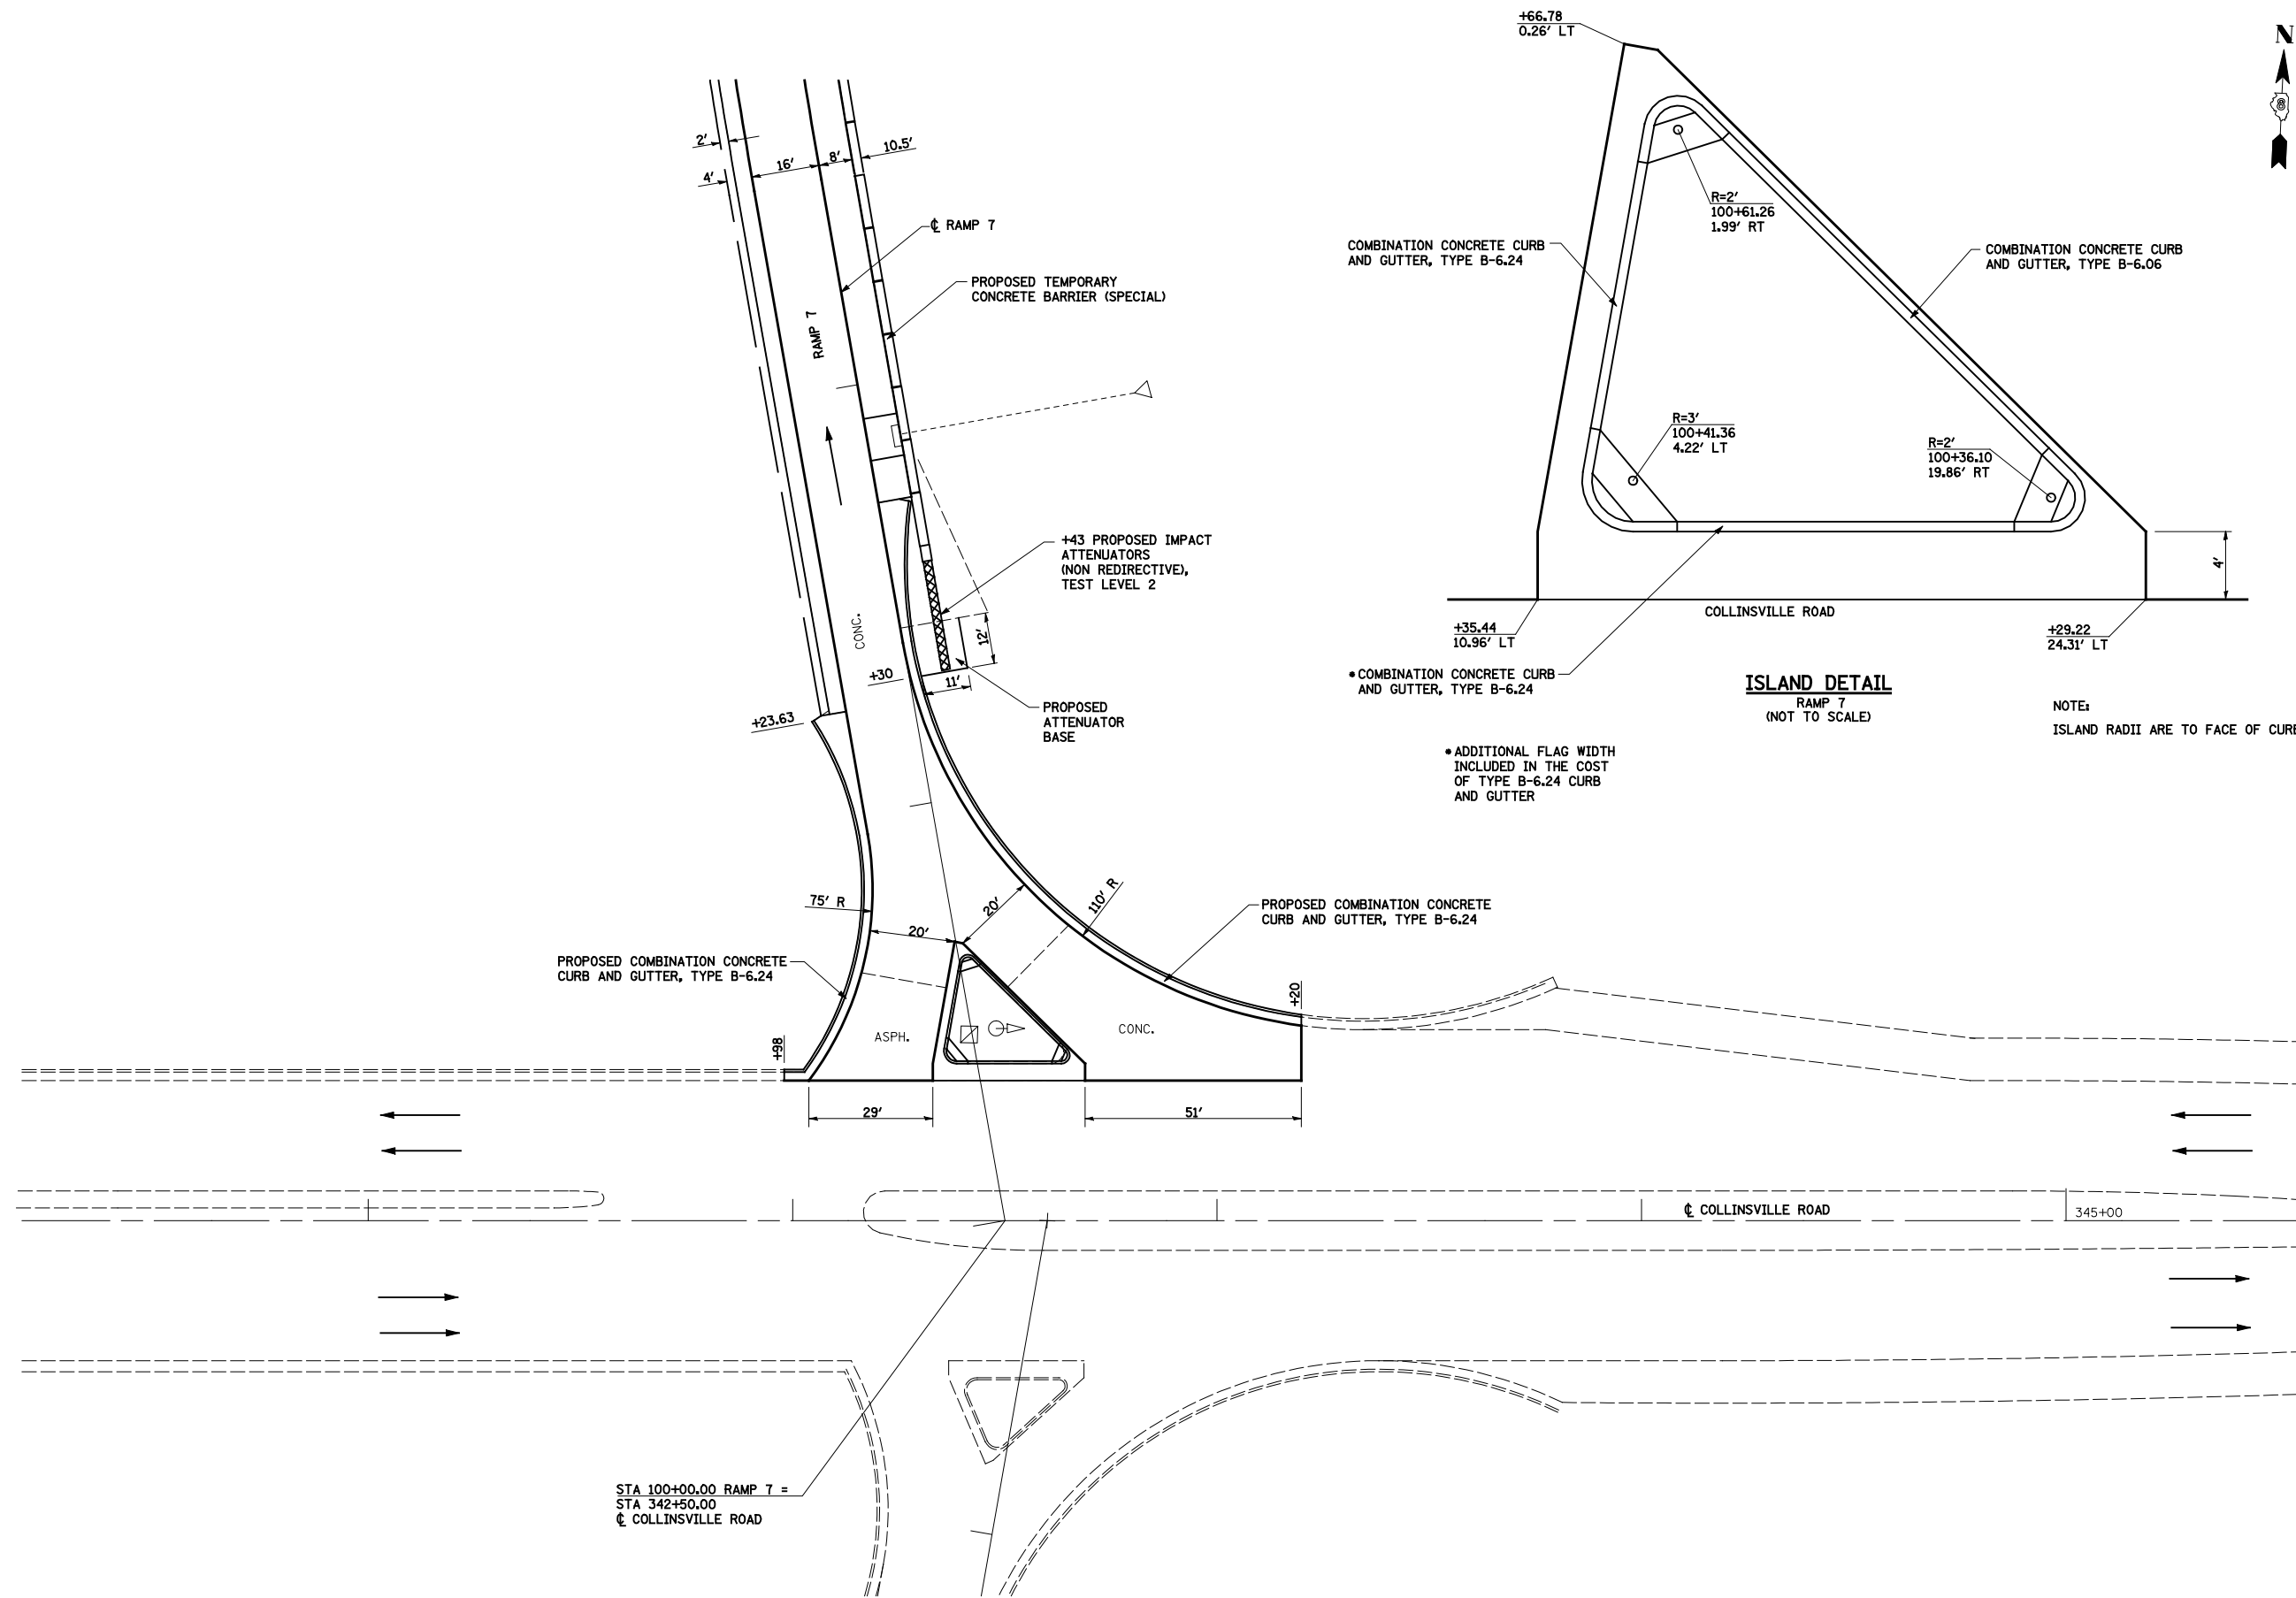 +66.78
0.26' LT
N
2'
4'
16'
8'
10.5'
℄ RAMP 7
PROPOSED TEMPORARY
CONCRETE BARRIER (SPECIAL)
RAMP 7
R=2'
100+61.26
1.99' RT
COMBINATION CONCRETE CURB
AND GUTTER, TYPE B-6.24
COMBINATION CONCRETE CURB
AND GUTTER, TYPE B-6.06
R=3'
100+41.36
4.22' LT
R=2'
100+36.10
19.86' RT
4'
COLLINSVILLE ROAD
+35.44
10.96' LT
+29.22
24.31' LT
*COMBINATION CONCRETE CURB
AND GUTTER, TYPE B-6.24
ISLAND DETAIL
RAMP 7
(NOT TO SCALE)
NOTE:
ISLAND RADII ARE TO FACE OF CURB
*ADDITIONAL FLAG WIDTH
INCLUDED IN THE COST
OF TYPE B-6.24 CURB
AND GUTTER
+43 PROPOSED IMPACT
ATTENUATORS
(NON REDIRECTIVE),
TEST LEVEL 2
CONC.
12'
+30
11'
PROPOSED
ATTENUATOR
BASE
+23.63
75' R
20'
20'
110' R
PROPOSED COMBINATION CONCRETE
CURB AND GUTTER, TYPE B-6.24
PROPOSED COMBINATION CONCRETE
CURB AND GUTTER, TYPE B-6.24
+20
+98
ASPH.
CONC.
29'
51'
℄ COLLINSVILLE ROAD
345+00
STA 100+00.00 RAMP 7 =
STA 342+50.00
℄ COLLINSVILLE ROAD